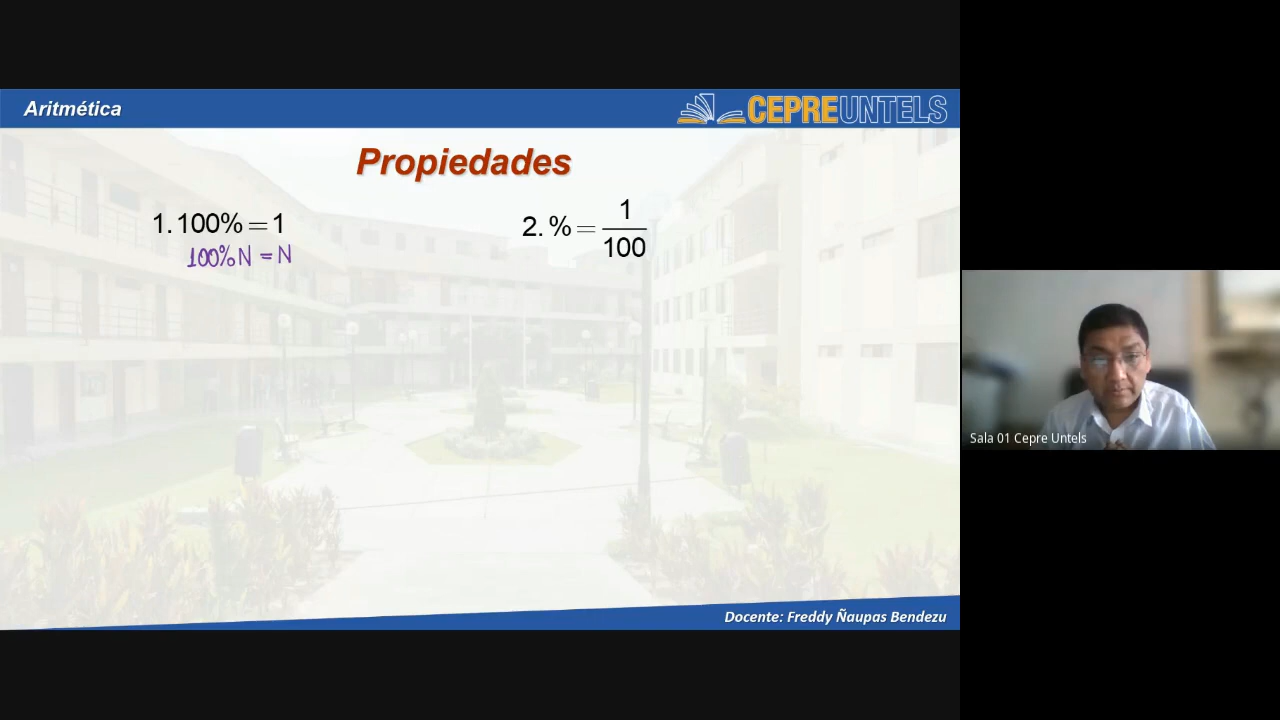 Aritmética
CEPREUNTELS
Propiedades
1. 100% = 1
100% N = N
2. % = 1/100
Sala 01 Cepre Untels
Docente: Freddy Ñaupas Bendezu